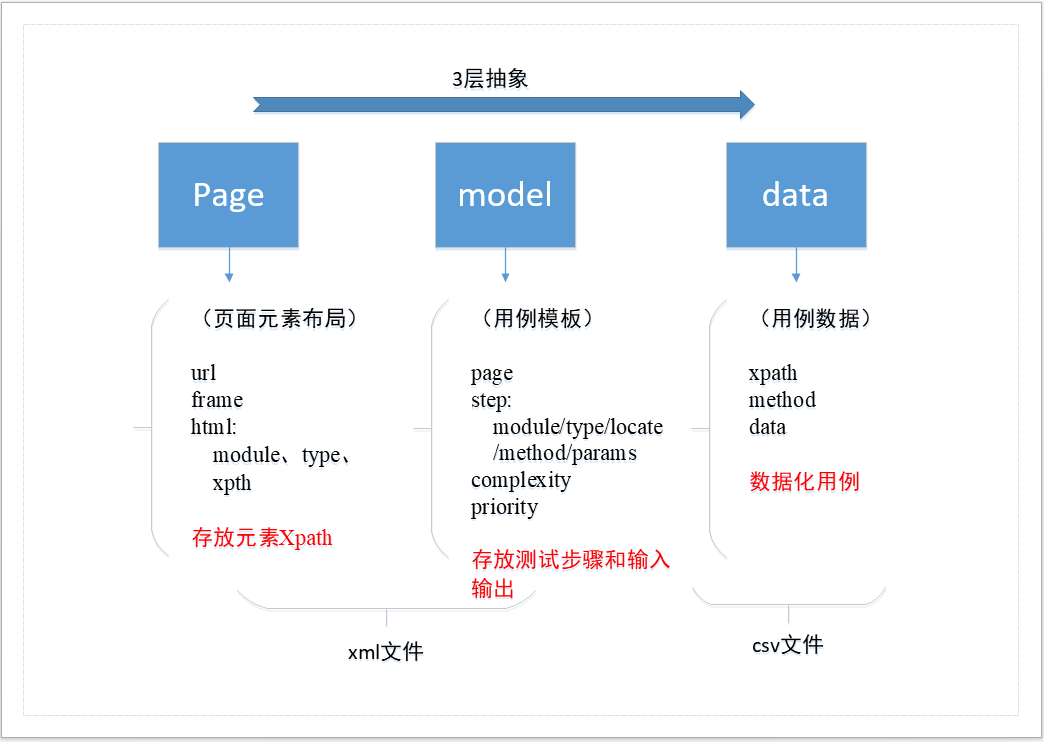 3层抽象
Page
model
data
（页面元素布局）
url
frame
html:
module、type、
xpth
存放元素Xpath
（用例模板）
page
step:
module/type/locate
/method/params
complexity
priority
存放测试步骤和输入
输出
（用例数据）
xpath
method
data
数据化用例
xml文件
csv文件